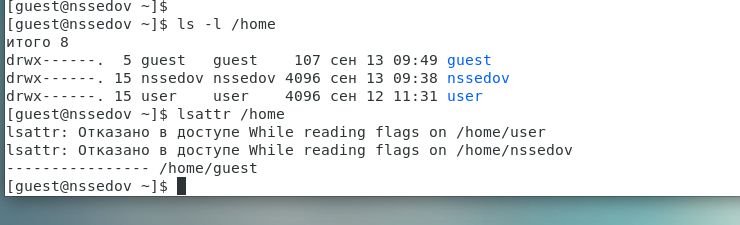 [guest@nssedov ~]$
[guest@nssedov ~]$ ls -l /home
итого 8
drwx------.  5 guest   guest    107 сен 13 09:49 guest
drwx------. 15 nssedov nssedov 4096 сен 13 09:38 nssedov
drwx------. 15 user    user    4096 сен 12 11:31 user
[guest@nssedov ~]$ lsattr /home
lsattr: Отказано в доступе While reading flags on /home/user
lsattr: Отказано в доступе While reading flags on /home/nssedov
---------------- /home/guest
[guest@nssedov ~]$